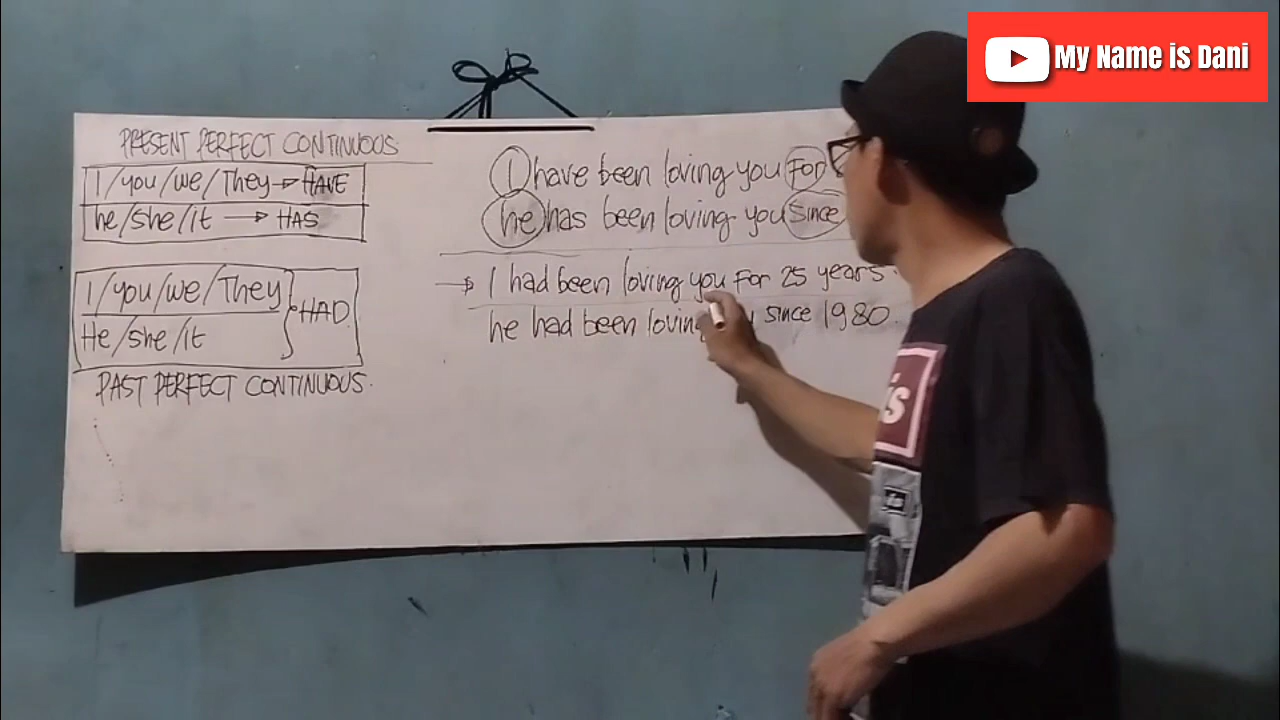 My Name is Dani
PRESENT PERFECT CONTINUOUS
I/you/we/They → HAVE
he/she/it → HAS
I/you/we/They
He/she/it
HAD
PAST PERFECT CONTINUOUS
I have been loving you For
he has been loving you Since
→ I had been loving you For 25 years.
he had been loving since 1980.
is